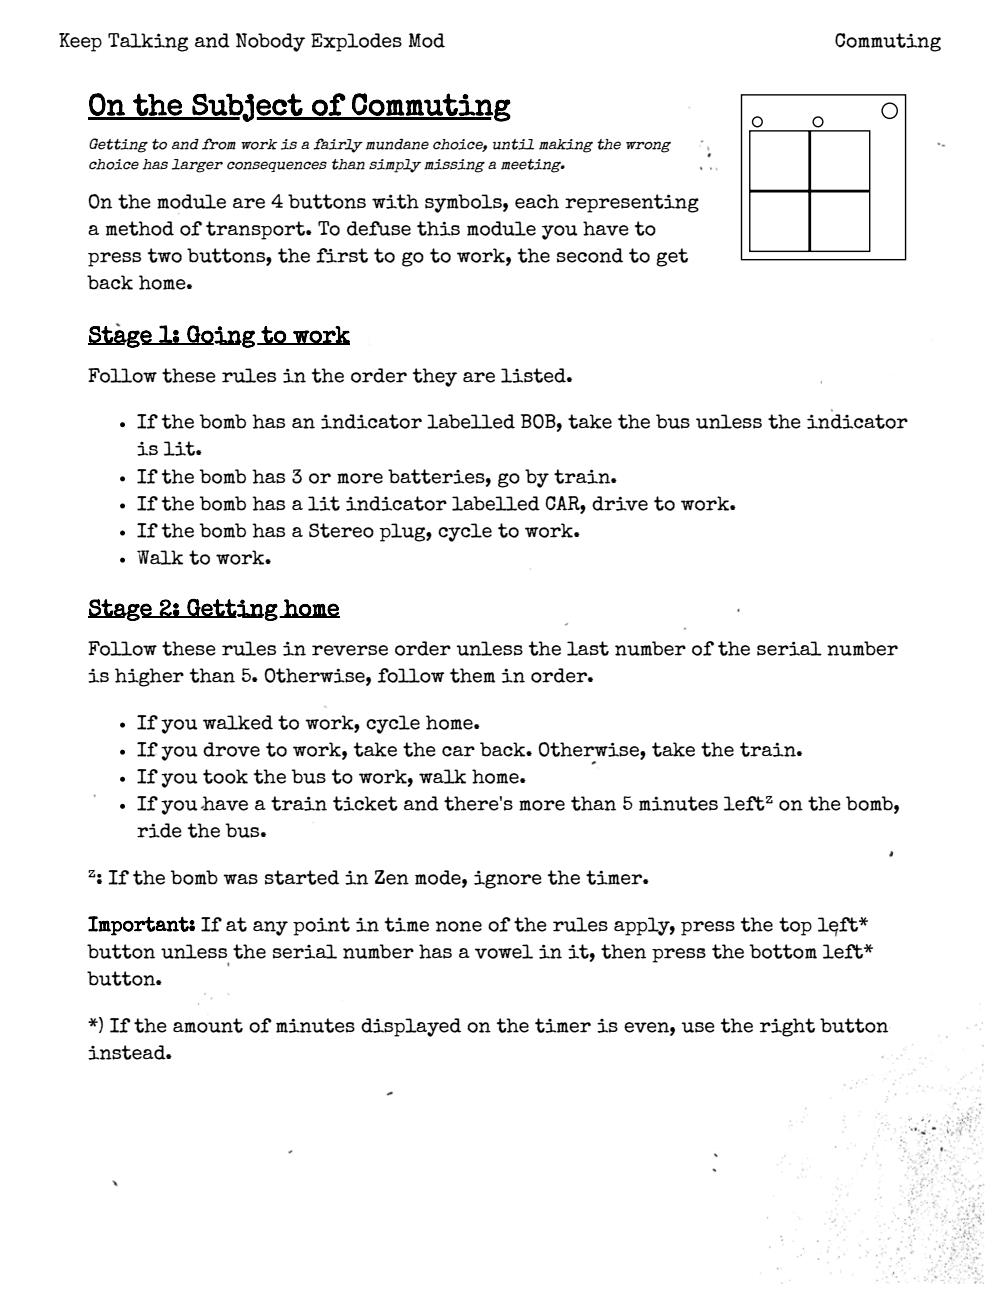 Keep Talking and Nobody Explodes Mod
Commuting
On the Subject of Commuting
Getting to and from work is a fairly mundane choice, until making the wrong
choice has larger consequences than simply missing a meeting.
On the module are 4 buttons with symbols, each representing
a method of transport. To defuse this module you have to
press two buttons, the first to go to work, the second to get
back home.
Stage 1: Going to work
Follow these rules in the order they are listed.
• If the bomb has an indicator labelled BOB, take the bus unless the indicator
is lit.
• If the bomb has 3 or more batteries, go by train.
• If the bomb has a lit indicator labelled CAR, drive to work.
• If the bomb has a Stereo plug, cycle to work.
• Walk to work.
Stage 2: Getting home
Follow these rules in reverse order unless the last number of the serial number
is higher than 5. Otherwise, follow them in order.
• If you walked to work, cycle home.
• If you drove to work, take the car back. Otherwise, take the train.
• If you took the bus to work, walk home.
• If you have a train ticket and there's more than 5 minutes leftᶻ on the bomb,
ride the bus.
ᶻ: If the bomb was started in Zen mode, ignore the timer.
Important: If at any point in time none of the rules apply, press the top left*
button unless the serial number has a vowel in it, then press the bottom left*
button.
*) If the amount of minutes displayed on the timer is even, use the right button
instead.